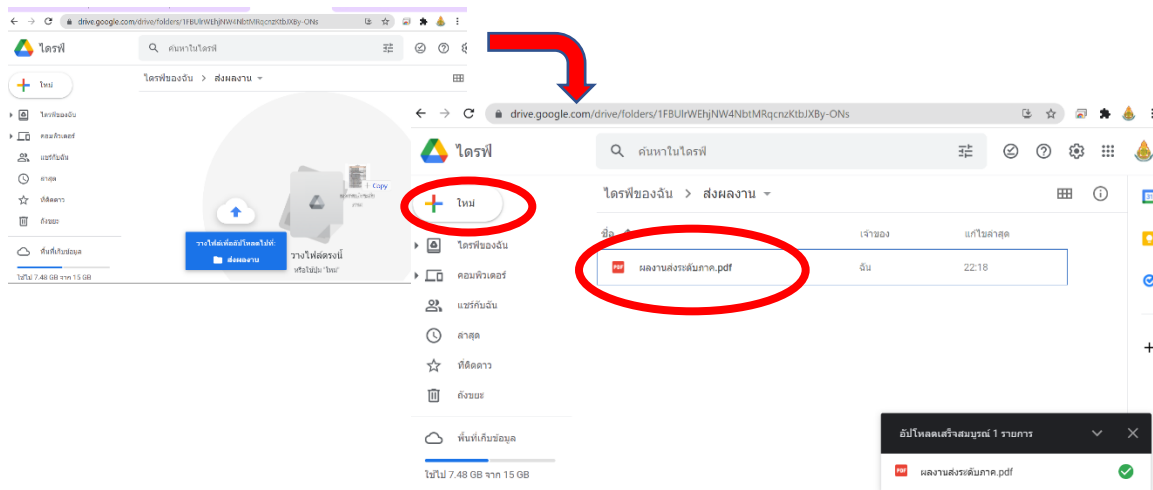 drive.google.com/drive/folders/1FBUlrWEhjNW4NbtMRqcnzKtbJXBy-ONs
ไดรฟ์
ค้นหาในไดรฟ์
ใหม่
ไดรฟ์ของฉัน > ส่งผลงาน
ไดรฟ์ของฉัน
คอมพิวเตอร์
แชร์กับฉัน
ล่าสุด
ที่ติดดาว
ถังขยะ
พื้นที่เก็บข้อมูล
ใช้ไป 7.48 GB จาก 15 GB
Copy
วางไฟล์เพื่ออัปโหลดไปที่:
ส่งผลงาน
วางไฟล์ตรงนี้
หรือใช้ปุ่ม "ใหม่"
drive.google.com/drive/folders/1FBUlrWEhjNW4NbtMRqcnzKtbJXBy-ONs
ไดรฟ์
ค้นหาในไดรฟ์
ใหม่
ไดรฟ์ของฉัน > ส่งผลงาน
ชื่อ
เจ้าของ
แก้ไขล่าสุด
PDF ผลงานส่งระดับภาค.pdf
ฉัน
22:18
ไดรฟ์ของฉัน
คอมพิวเตอร์
แชร์กับฉัน
ล่าสุด
ที่ติดดาว
ถังขยะ
พื้นที่เก็บข้อมูล
ใช้ไป 7.48 GB จาก 15 GB
อัปโหลดเสร็จสมบูรณ์ 1 รายการ
PDF ผลงานส่งระดับภาค.pdf